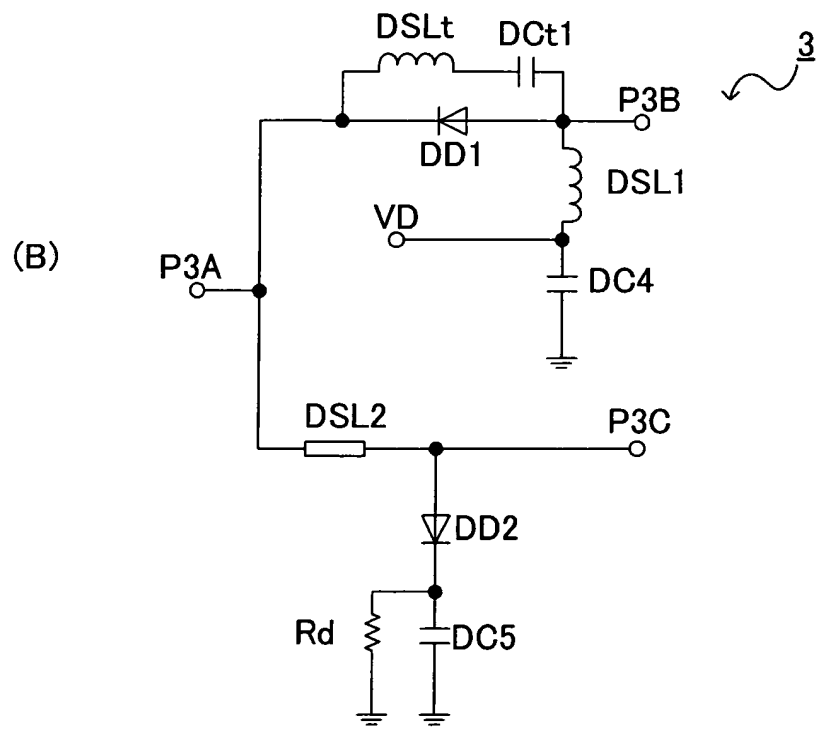 DSLt
DCt1
3
P3B
DD1
DSL1
VD
(B)
P3A
DC4
DSL2
P3C
DD2
Rd
DC5